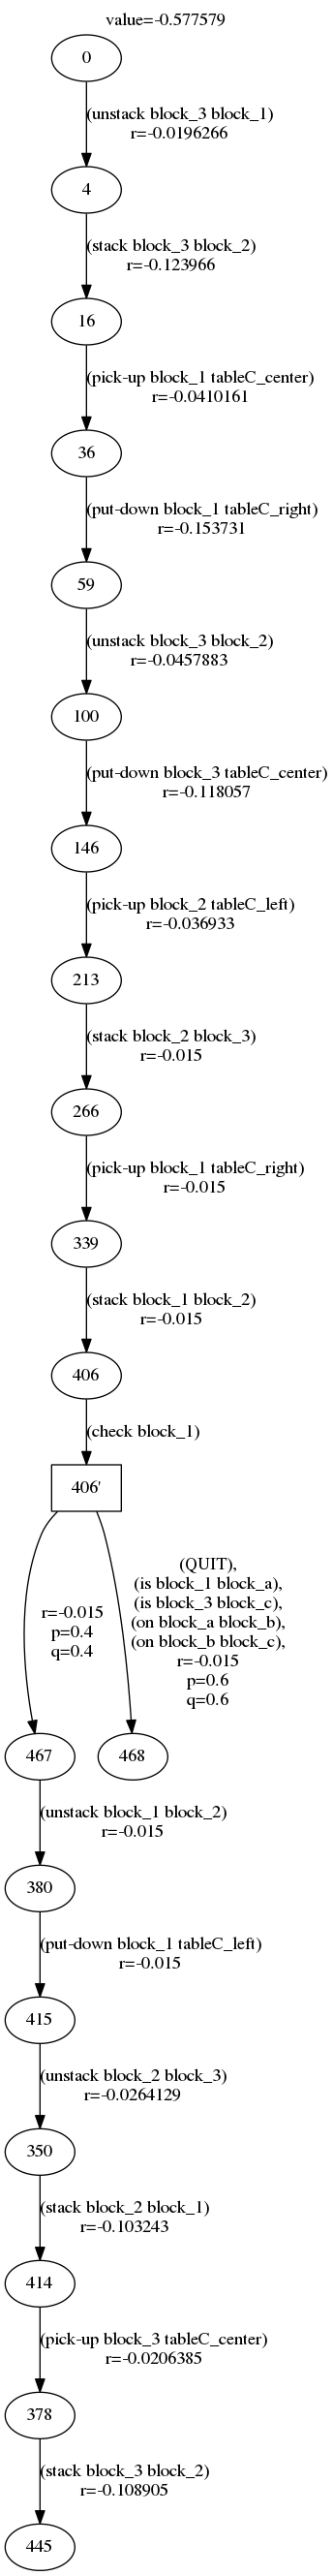 value=-0.577579
0
(unstack block_3 block_1)
r=-0.0196266
4
(stack block_3 block_2)
r=-0.123966
16
(pick-up block_1 tableC_center)
r=-0.0410161
36
(put-down block_1 tableC_right)
r=-0.153731
59
(unstack block_3 block_2)
r=-0.0457883
100
(put-down block_3 tableC_center)
r=-0.118057
146
(pick-up block_2 tableC_left)
r=-0.036933
213
(stack block_2 block_3)
r=-0.015
266
(pick-up block_1 tableC_right)
r=-0.015
339
(stack block_1 block_2)
r=-0.015
406
(check block_1)
406'
r=-0.015
p=0.4
q=0.4
(QUIT),
(is block_1 block_a),
(is block_3 block_c),
(on block_a block_b),
(on block_b block_c),
r=-0.015
p=0.6
q=0.6
467
468
(unstack block_1 block_2)
r=-0.015
380
(put-down block_1 tableC_left)
r=-0.015
415
(unstack block_2 block_3)
r=-0.0264129
350
(stack block_2 block_1)
r=-0.103243
414
(pick-up block_3 tableC_center)
r=-0.0206385
378
(stack block_3 block_2)
r=-0.108905
445